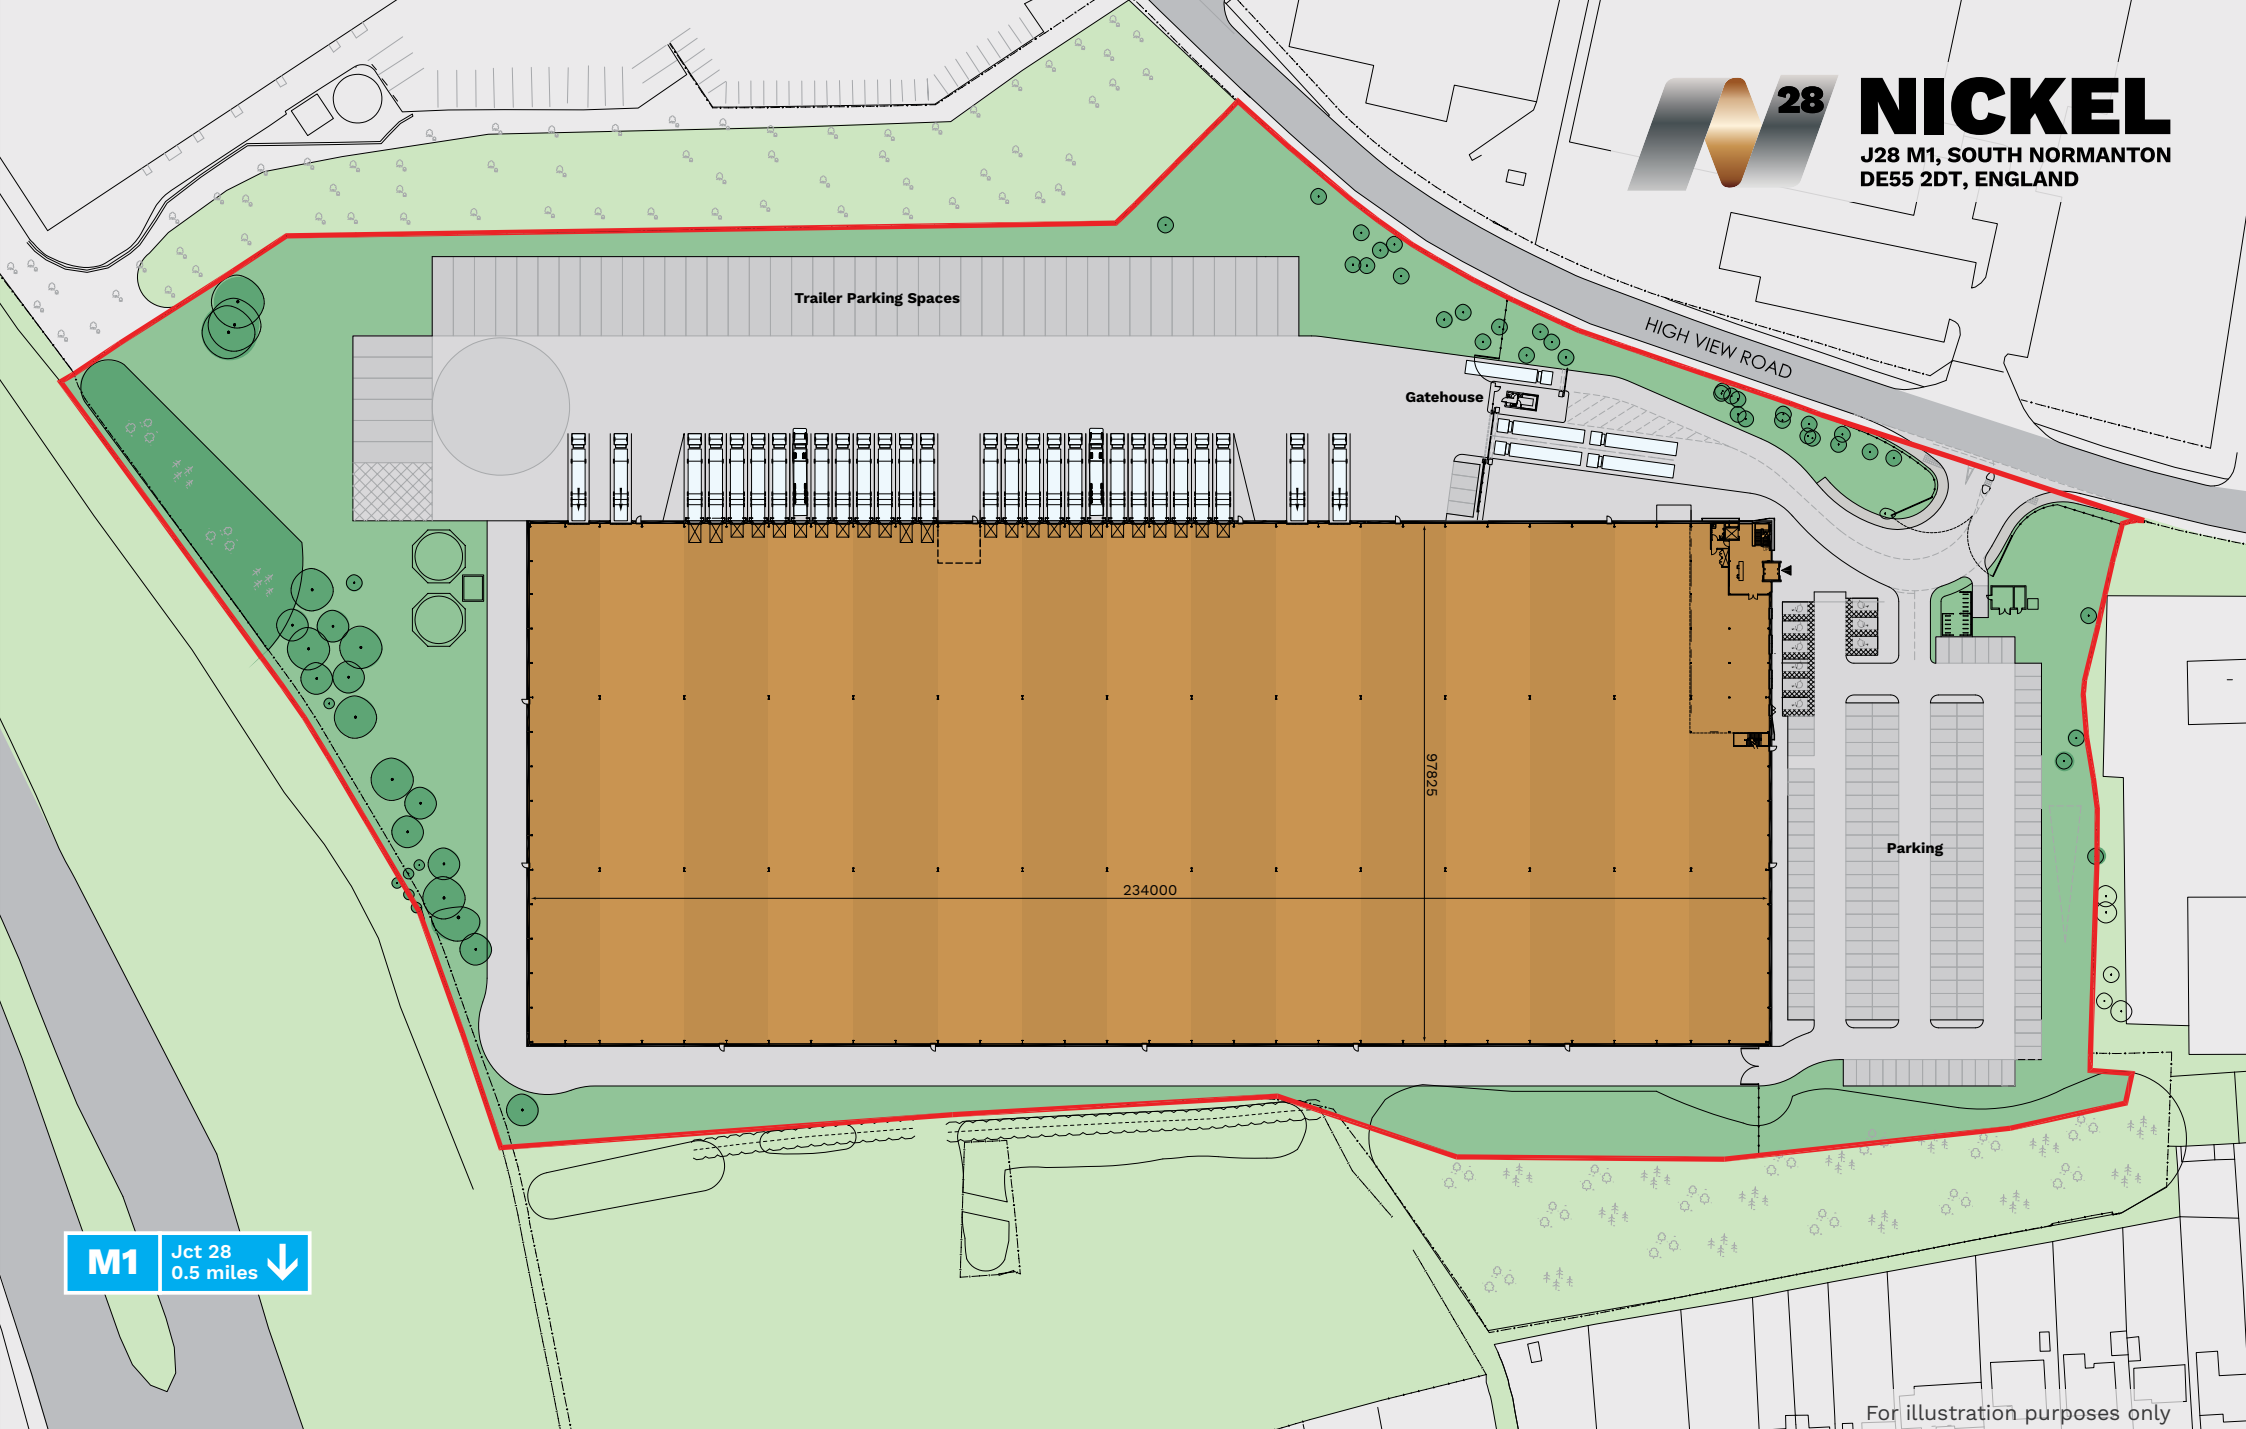 28
NICKEL
J28 M1, SOUTH NORMANTON
DE55 2DT, ENGLAND
Trailer Parking Spaces
HIGH VIEW ROAD
Gatehouse
97825
Parking
234000
M1
Jct 28
0.5 miles
For illustration purposes only